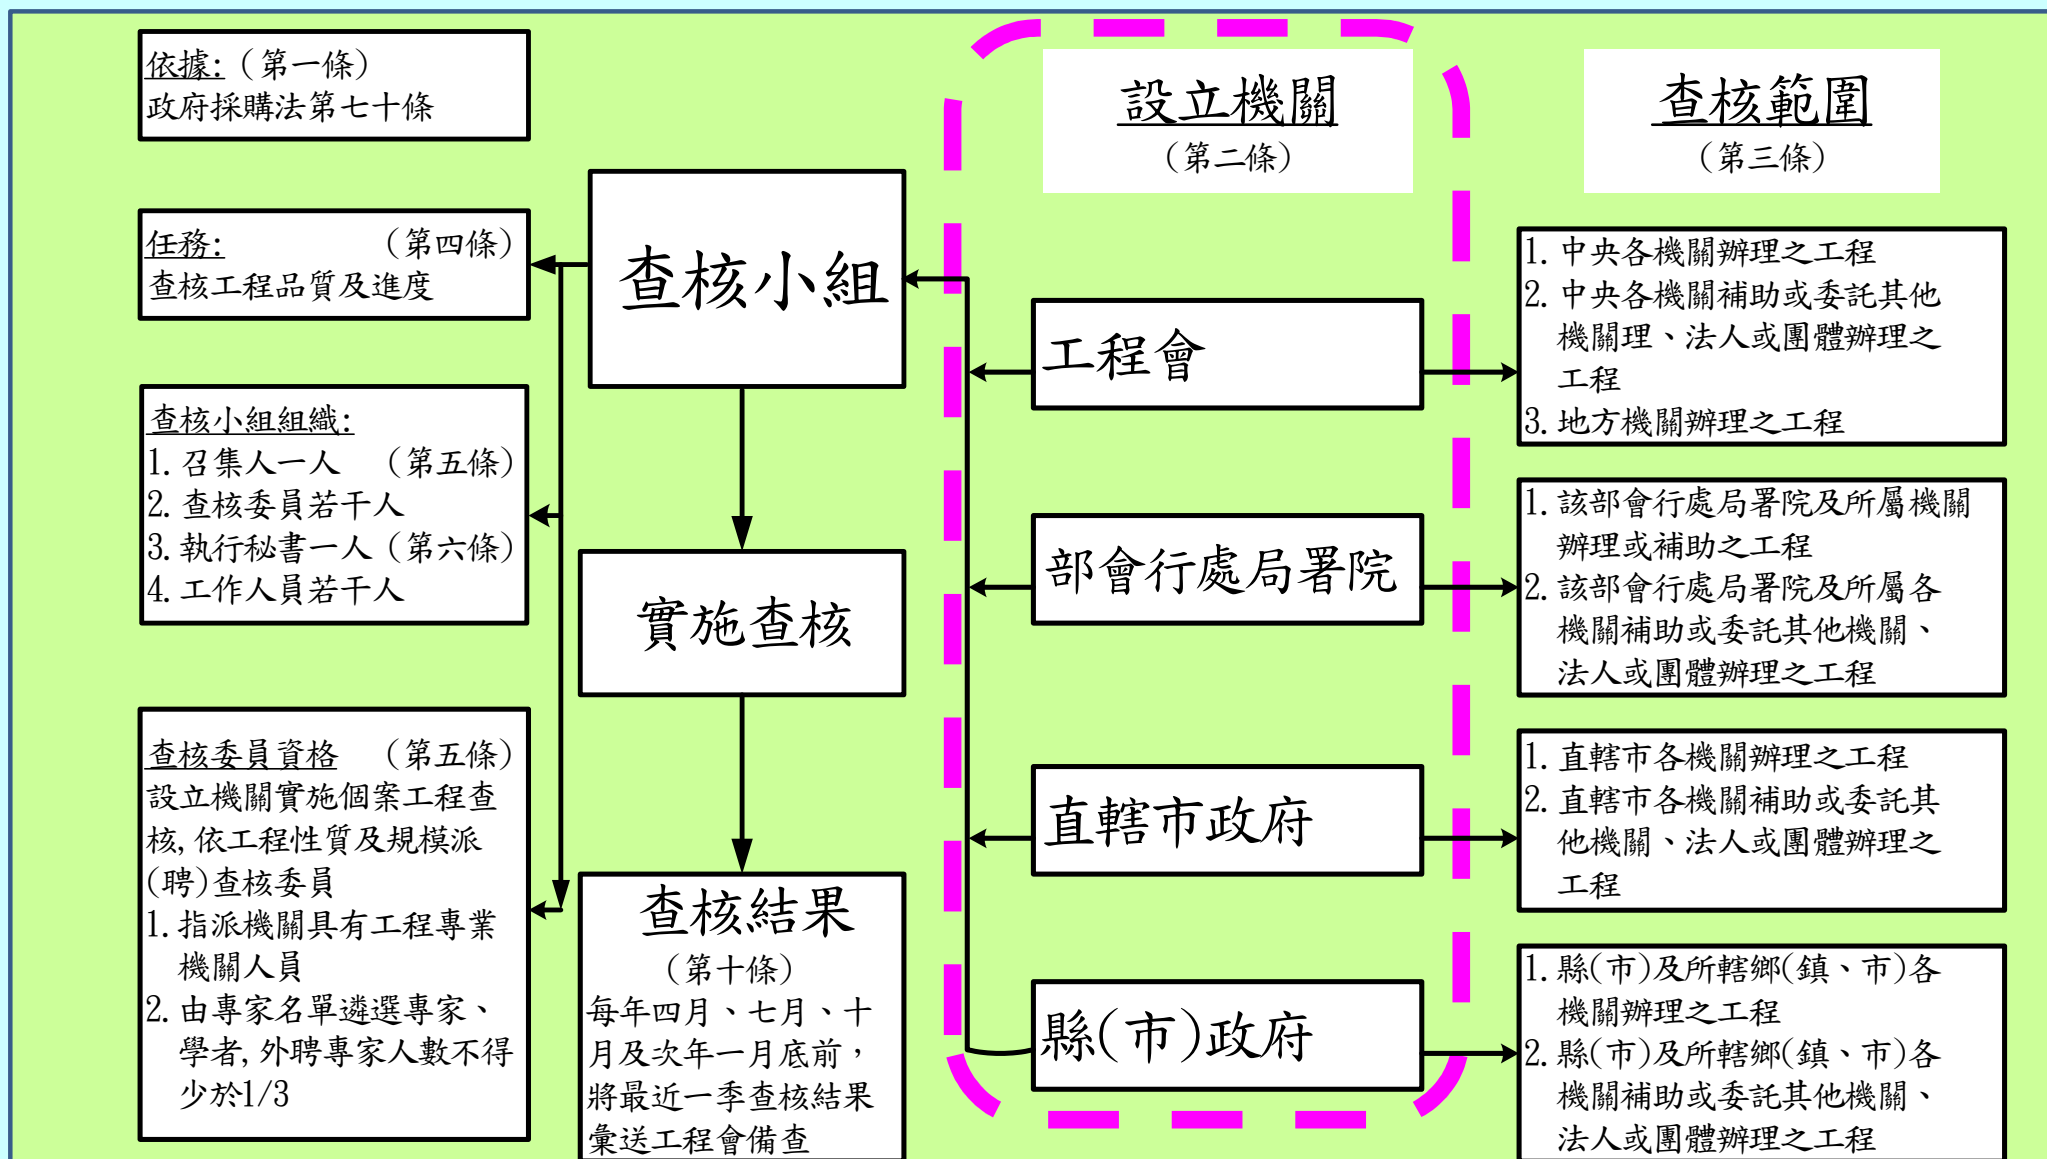 依據:（第一條）
政府採購法第七十條
任務:（第四條）
查核工程品質及進度
查核小組組織:
1.召集人一人（第五條）
2.查核委員若干人
3.執行秘書一人（第六條）
4.工作人員若干人
查核委員資格（第五條）
設立機關實施個案工程查
核,依工程性質及規模派
(聘)查核委員
1.指派機關具有工程專業
機關人員
2.由專家名單遴選專家、
學者,外聘專家人數不得
少於1/3
查核小組
實施查核
查核結果
（第十條）
每年四月、七月、十
月及次年一月底前，
將最近一季查核結果
彙送工程會備查
設立機關
（第二條）
工程會
部會行處局署院
直轄市政府
縣(市)政府
查核範圍
（第三條）
1.中央各機關辦理之工程
2.中央各機關補助或委託其他
機關理、法人或團體辦理之
工程
3.地方機關辦理之工程
1.該部會行處局署院及所屬機關
辦理或補助之工程
2.該部會行處局署院及所屬各
機關補助或委託其他機關、
法人或團體辦理之工程
1.直轄市各機關辦理之工程
2.直轄市各機關補助或委託其
他機關、法人或團體辦理之
工程
1.縣(市)及所轄鄉(鎮、市)各
機關辦理之工程
2.縣(市)及所轄鄉(鎮、市)各
機關補助或委託其他機關、
法人或團體辦理之工程